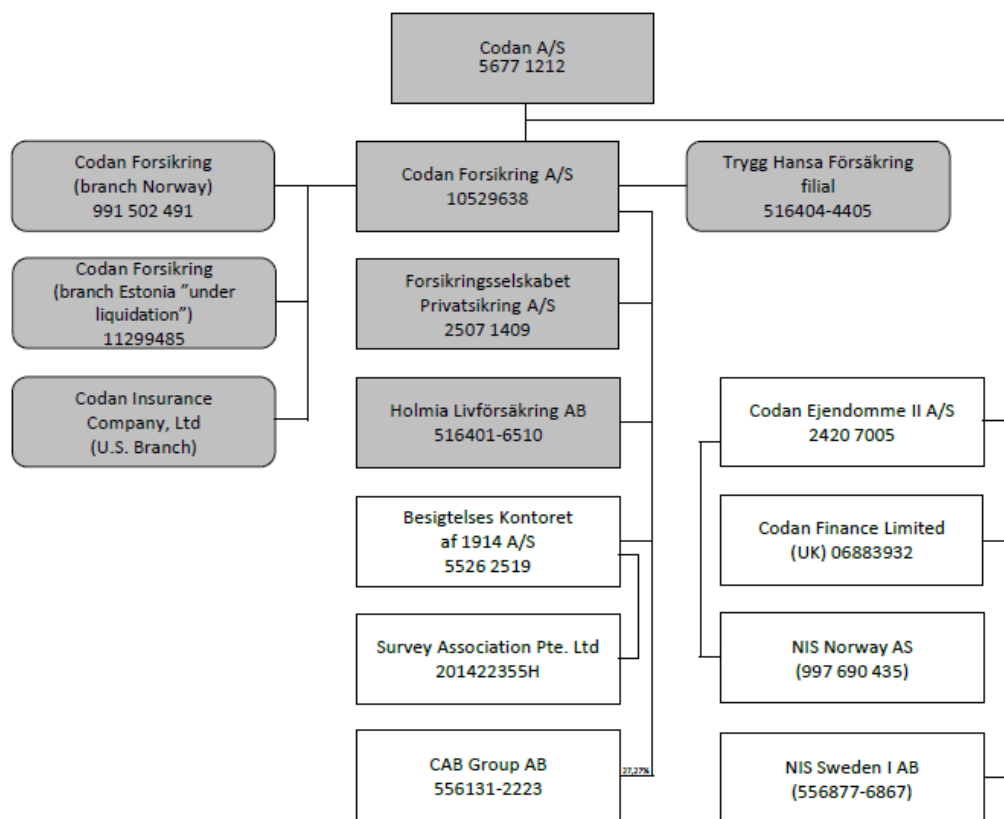 Codan A/S
5677 1212
Codan Forsikring
(branch Norway)
991 502 491
Codan Forsikring A/S
10529638
Trygg Hansa Försäkring
filial
516404-4405
Codan Forsikring
(branch Estonia ”under
liquidation”)
11299485
Forsikringsselskabet
Privatsikring A/S
2507 1409
Codan Insurance
Company, Ltd
(U.S. Branch)
Holmia Livförsäkring AB
516401-6510
Codan Ejendomme II A/S
2420 7005
Besigtelses Kontoret
af 1914 A/S
5526 2519
Codan Finance Limited
(UK) 06883932
Survey Association Pte. Ltd
201422355H
NIS Norway AS
(997 690 435)
CAB Group AB
556131-2223
27,27%
NIS Sweden I AB
(556877-6867)